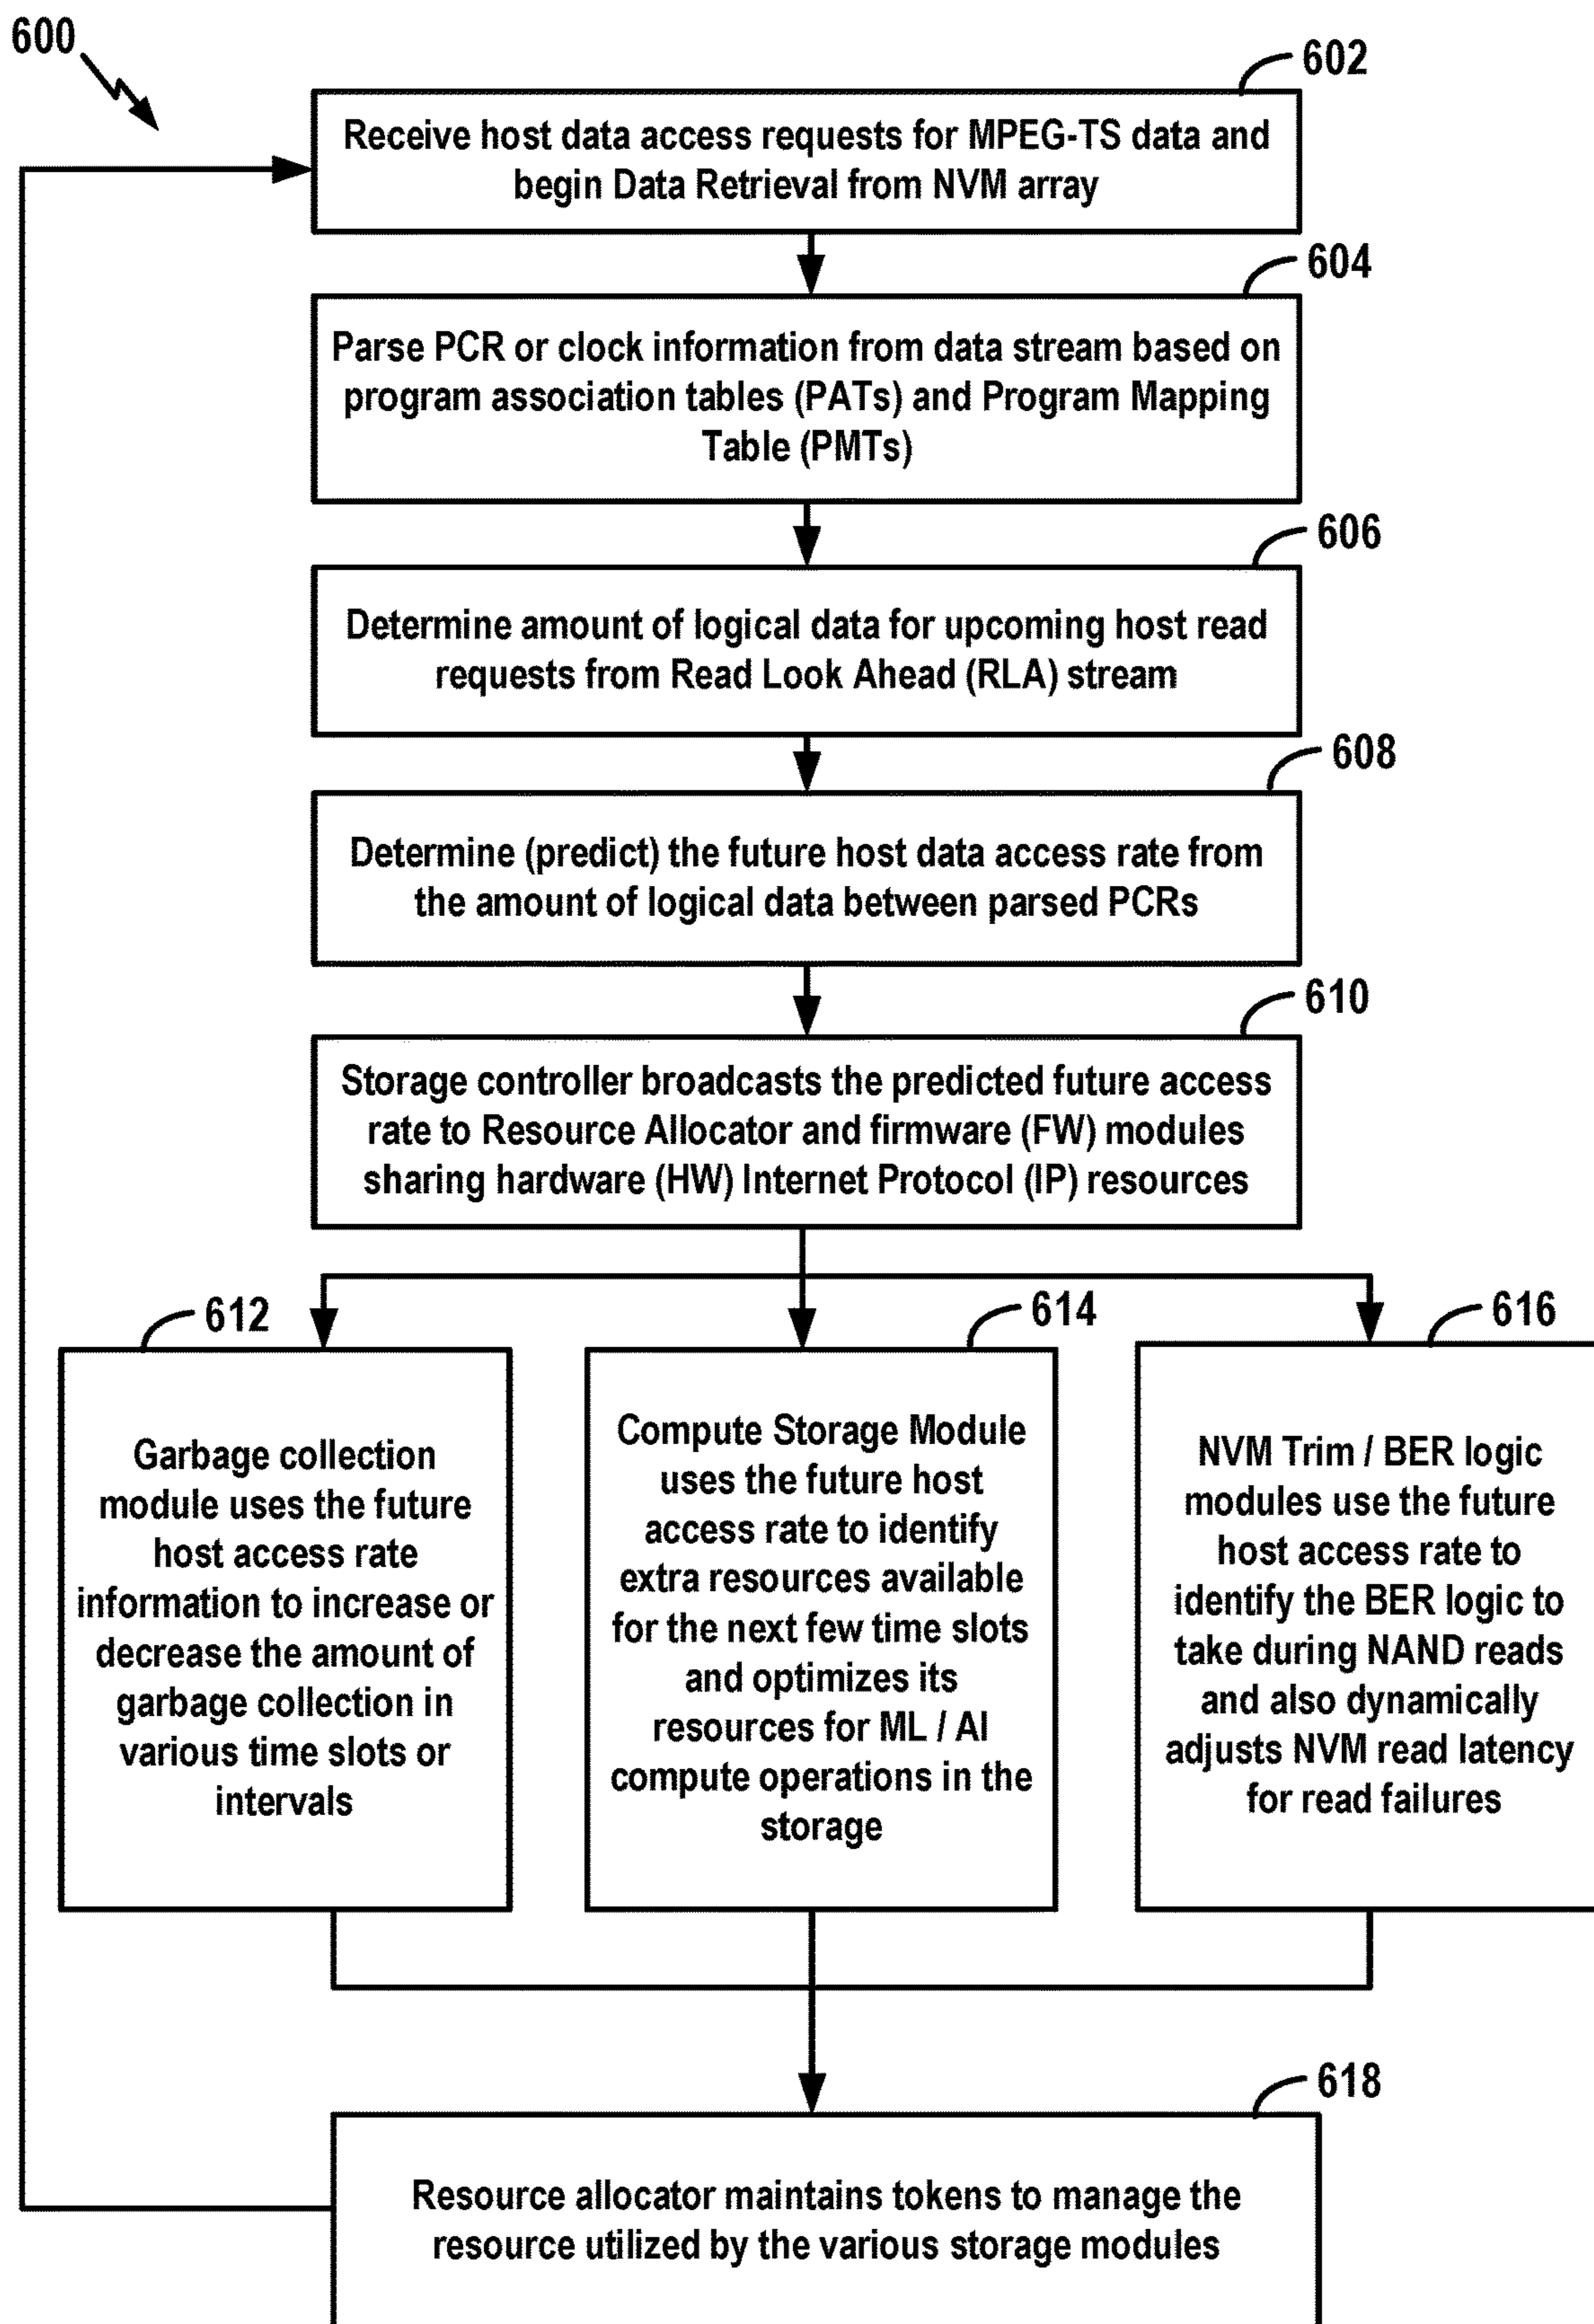 600
602
Receive host data access requests for MPEG-TS data and
begin Data Retrieval from NVM array
604
Parse PCR or clock information from data stream based on
program association tables (PATs) and Program Mapping
Table (PMTs)
606
Determine amount of logical data for upcoming host read
requests from Read Look Ahead (RLA) stream
608
Determine (predict) the future host data access rate from
the amount of logical data between parsed PCRs
610
Storage controller broadcasts the predicted future access
rate to Resource Allocator and firmware (FW) modules
sharing hardware (HW) Internet Protocol (IP) resources
612
Garbage collection
module uses the future
host access rate
information to increase or
decrease the amount of
garbage collection in
various time slots or
intervals
614
Compute Storage Module
uses the future host
access rate to identify
extra resources available
for the next few time slots
and optimizes its
resources for ML / AI
compute operations in the
storage
616
NVM Trim / BER logic
modules use the future
host access rate to
identify the BER logic to
take during NAND reads
and also dynamically
adjusts NVM read latency
for read failures
618
Resource allocator maintains tokens to manage the
resource utilized by the various storage modules